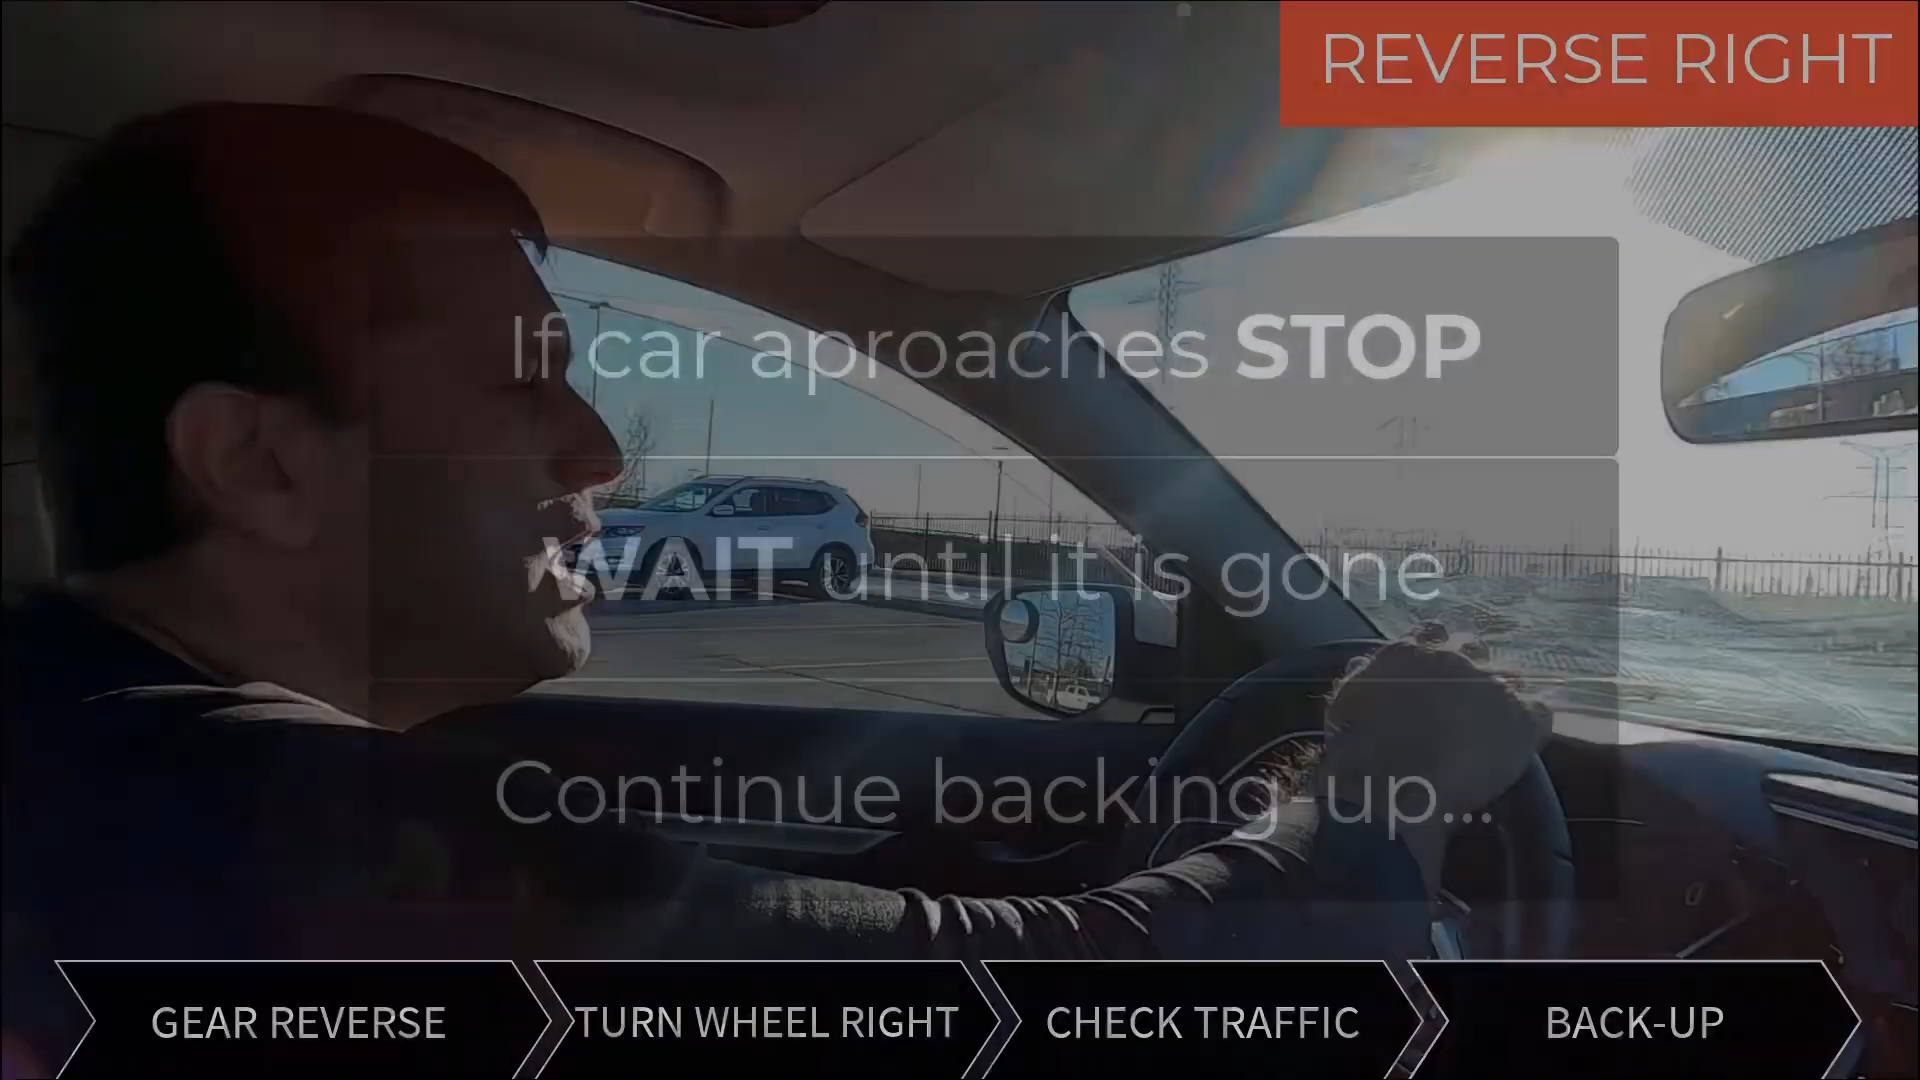 REVERSE RIGHT
If car aproaches STOP
WAIT until it is gone
Continue backing up...
GEAR REVERSE
TURN WHEEL RIGHT
CHECK TRAFFIC
BACK-UP